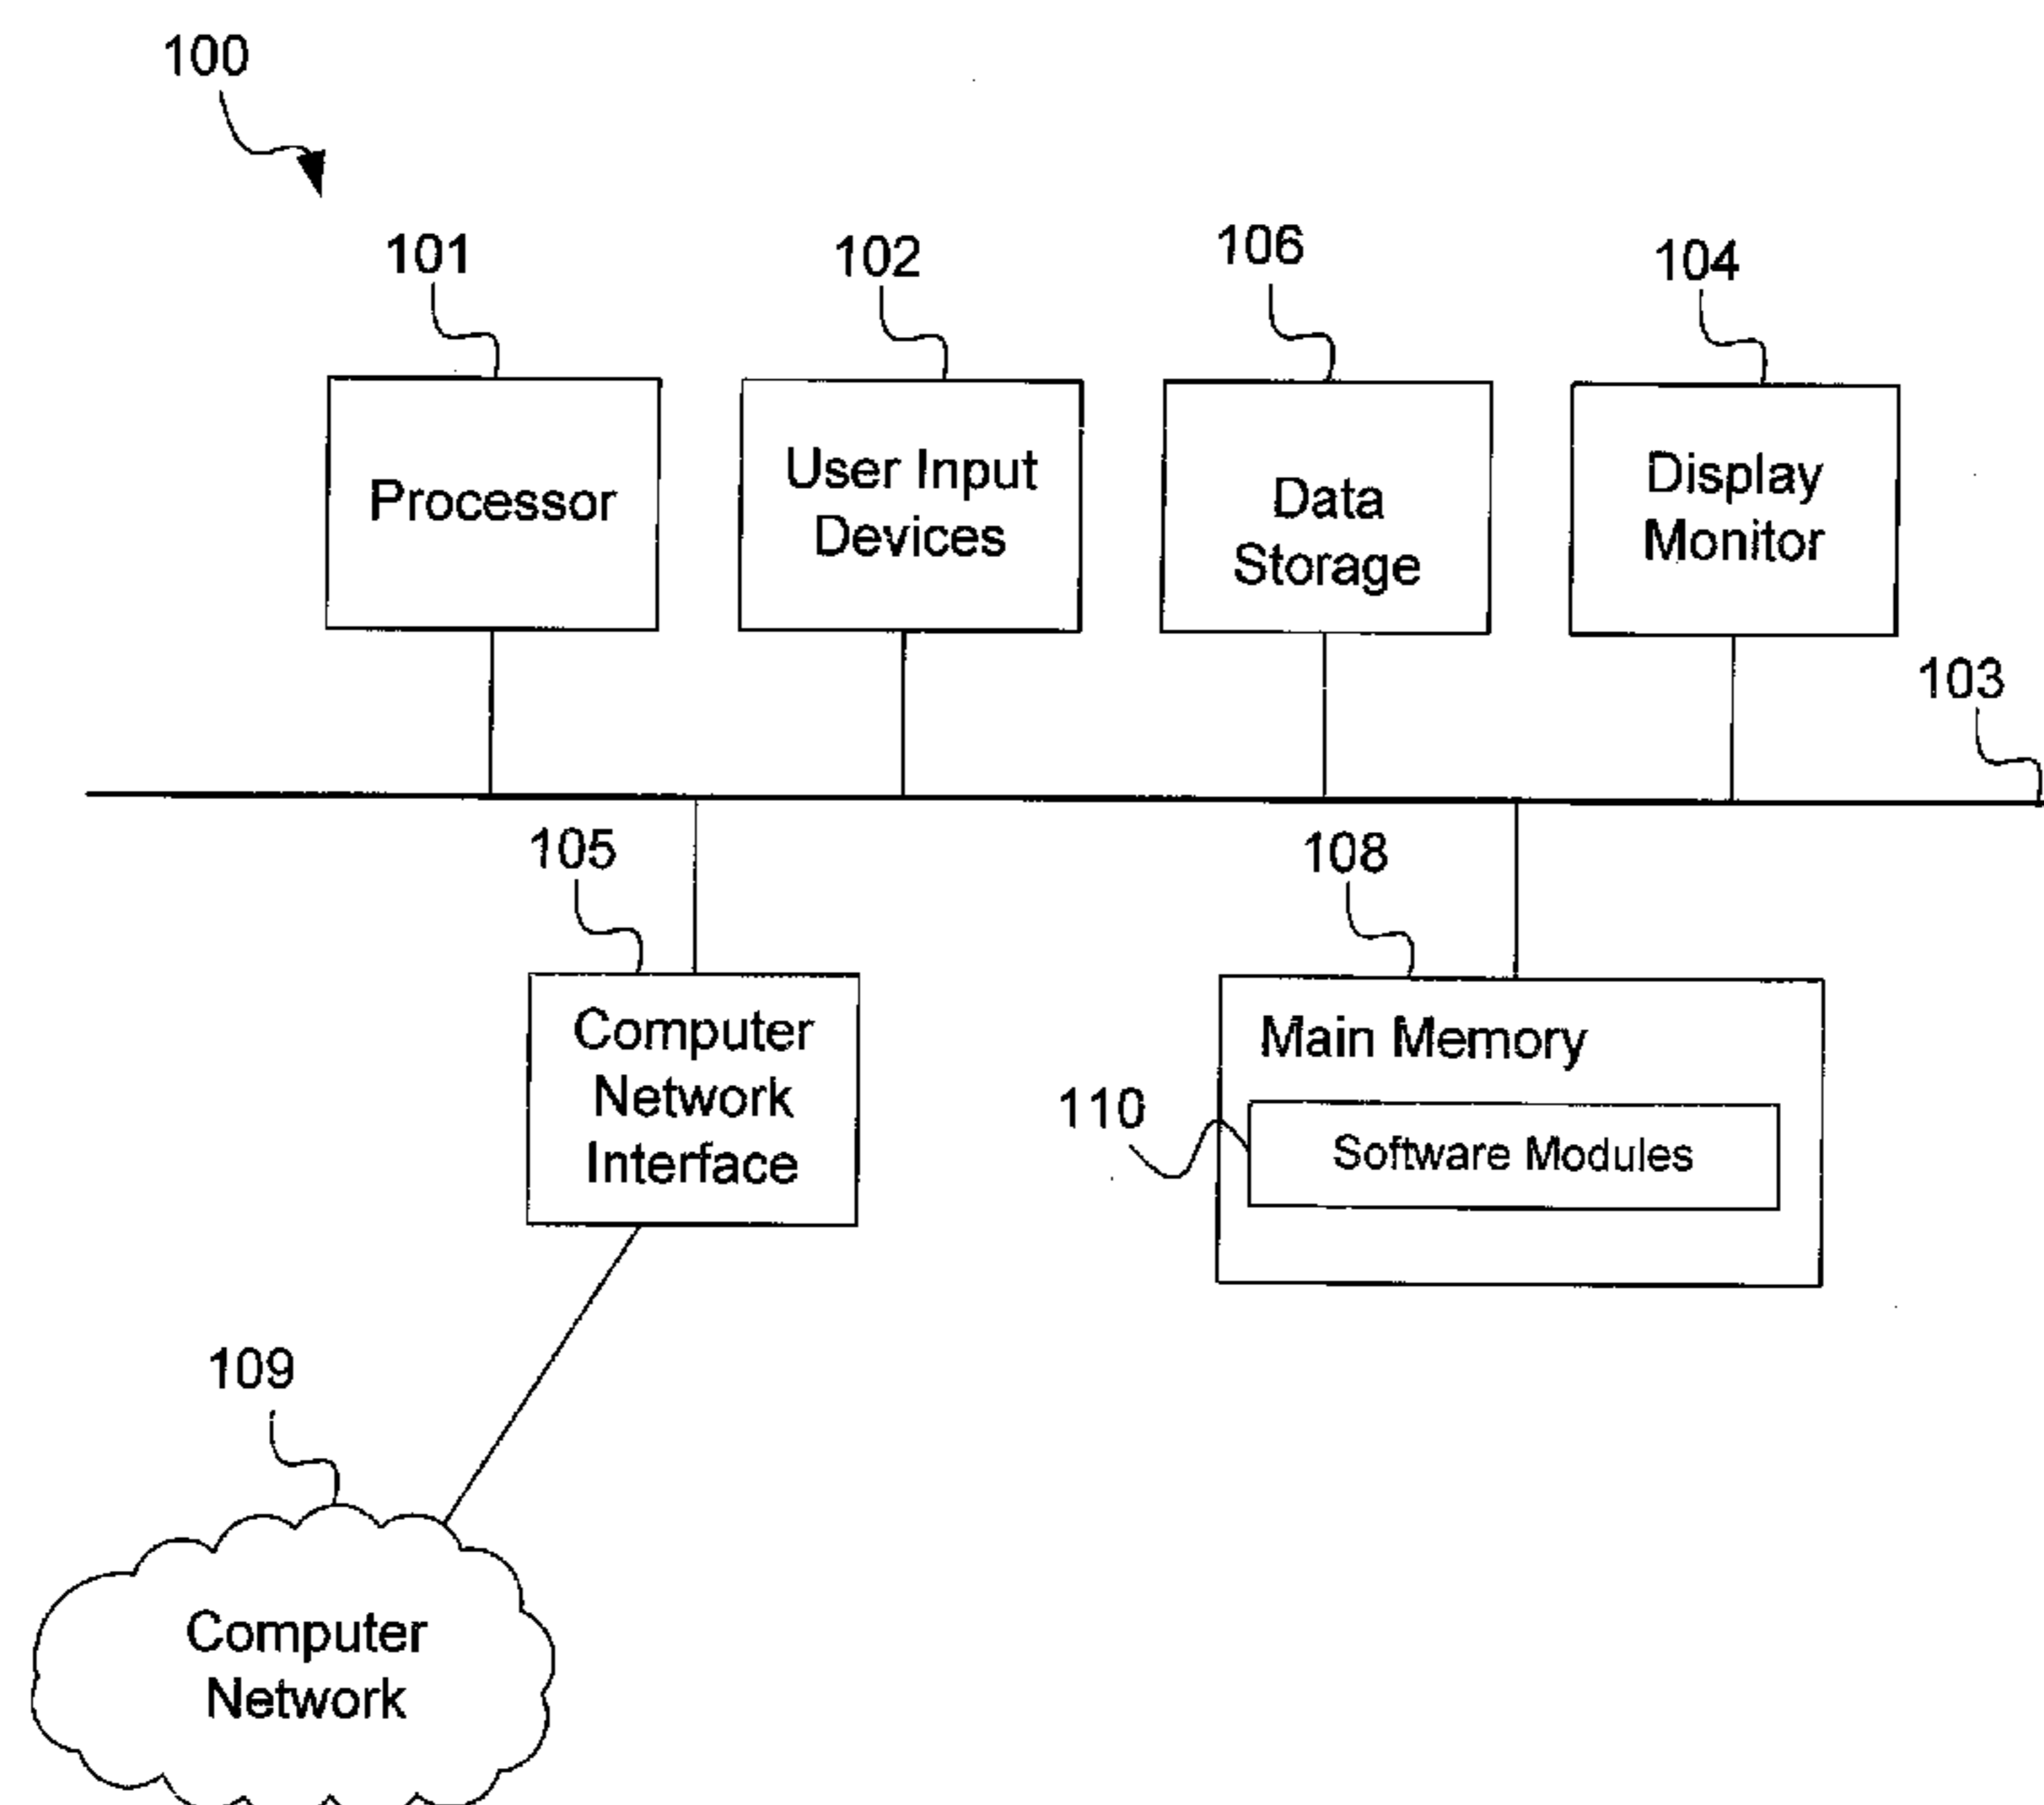 100
101
102
106
104
Processor
User Input
Devices
Data
Storage
Display
Monitor
103
105
108
Computer
Network
Interface
Main Memory
110
Software Modules
109
Computer
Network